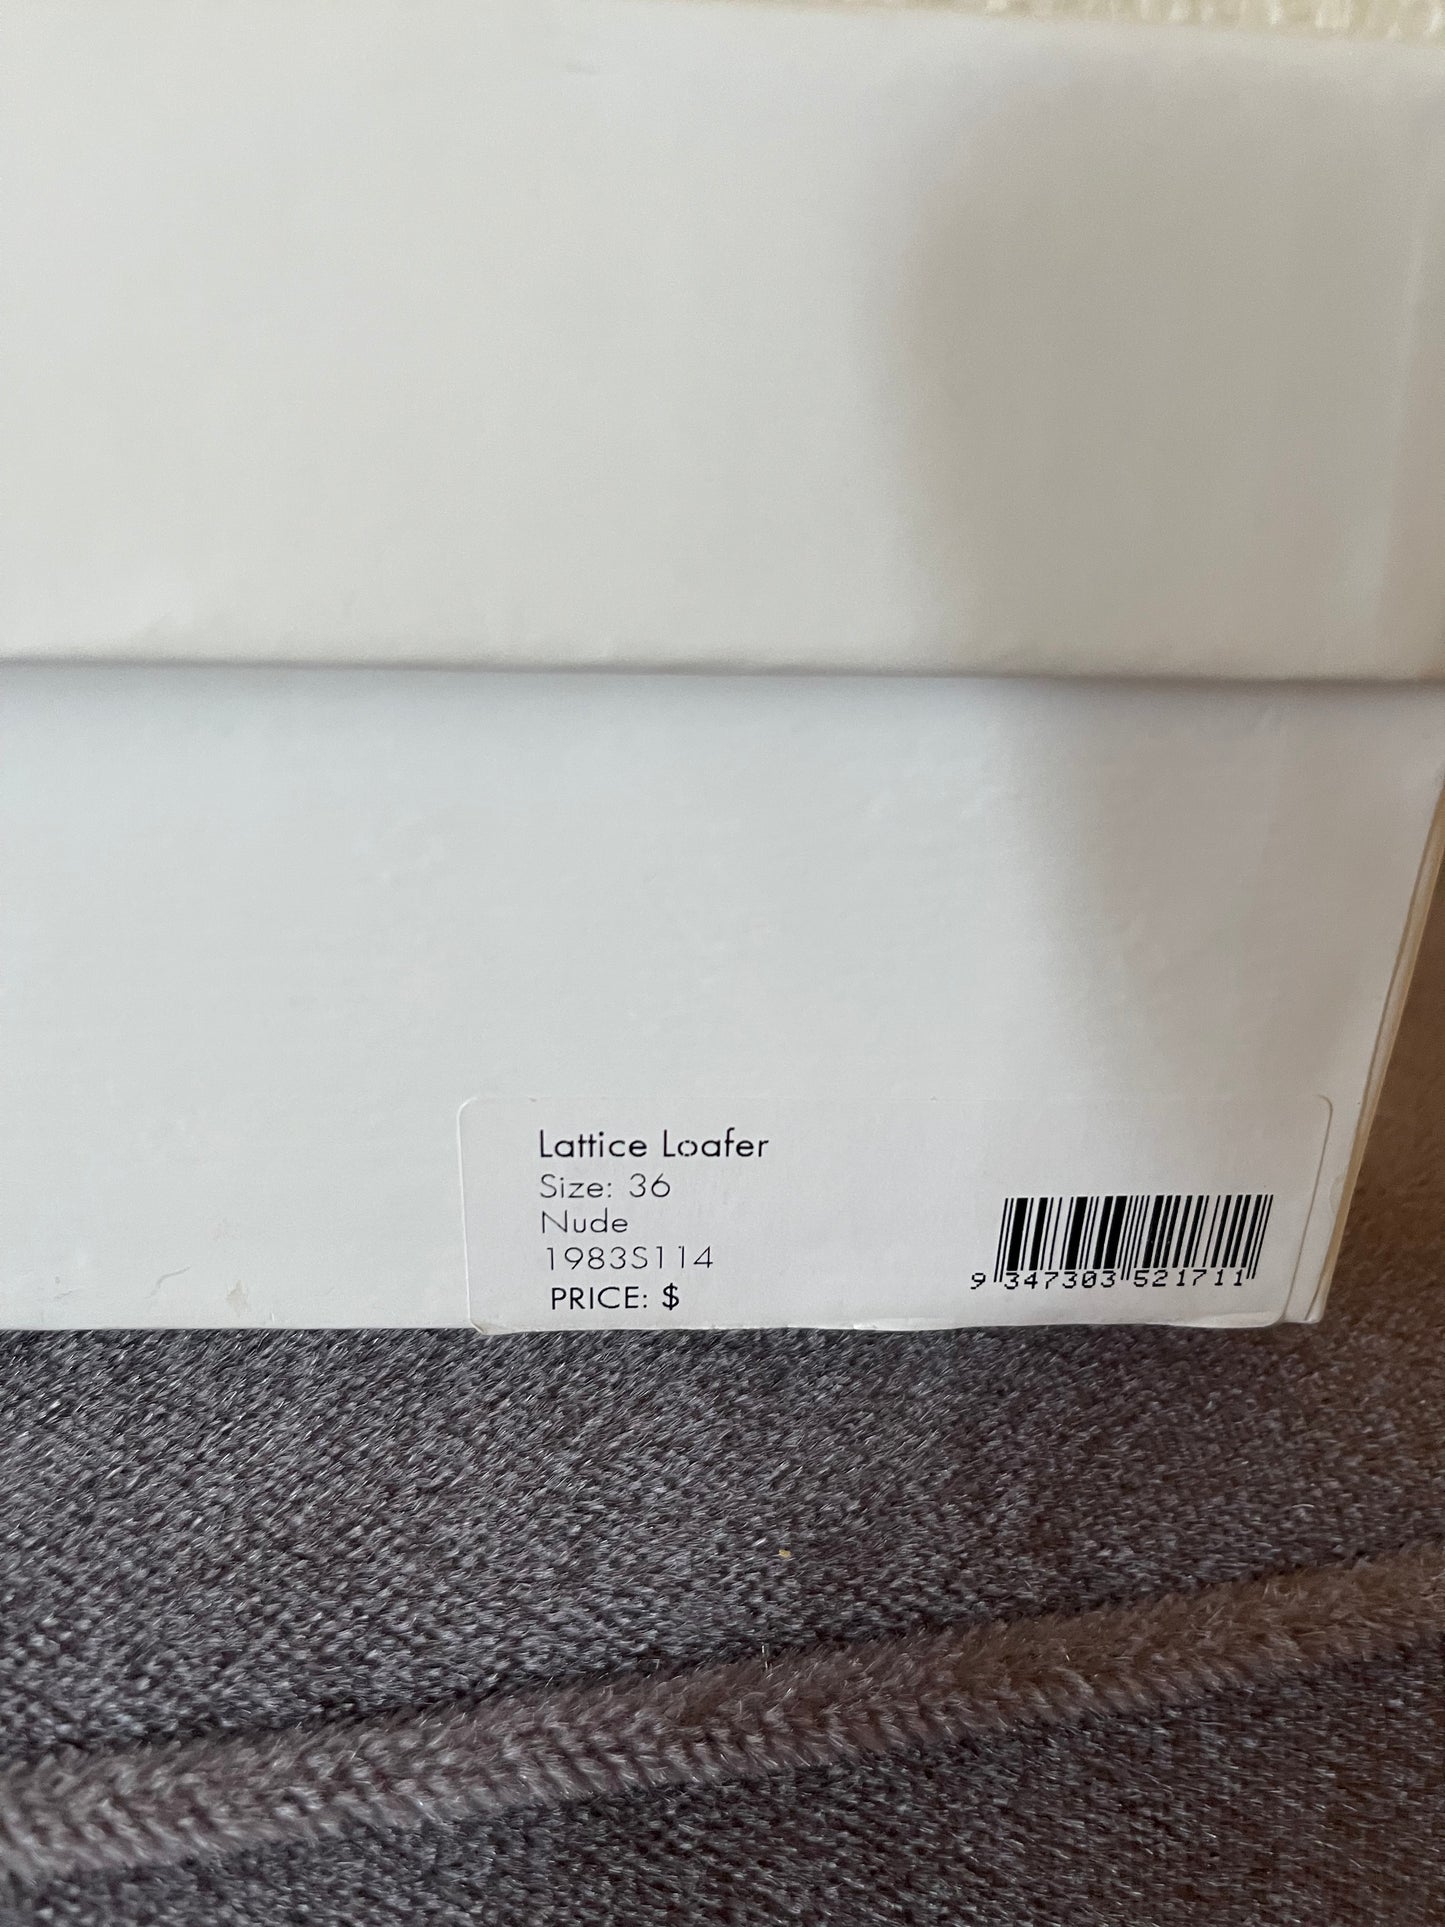 Lattice Loafer
Size: 36
Nude
1983S114
PRICE: $
9 347303 521711